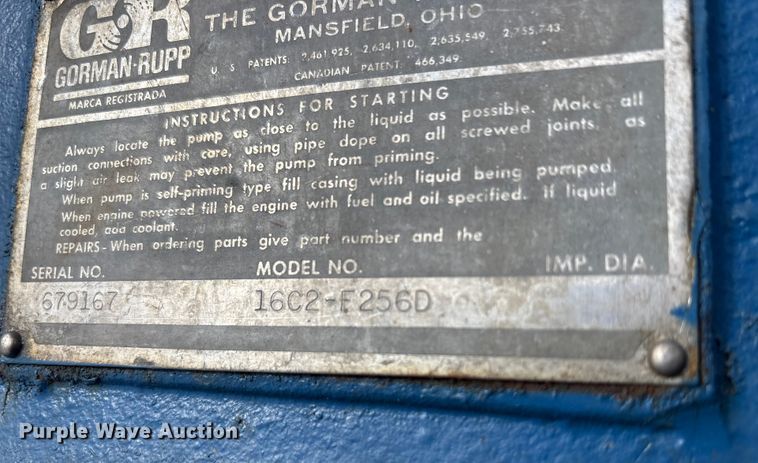 GR
GORMAN-RUPP
MARCA REGISTRADA
THE GORMAN
MANSFIELD, OHIO
U. S. PATENTS: 2,461,925, 2,634,110, 2,635,549, 2,755,743
CANADIAN PATENT: 466,349
INSTRUCTIONS FOR STARTING
Always locate the pump as close to the liquid as possible. Make all
suction connections with care, using pipe dope on all screwed joints, as
a slight air leak may prevent the pump from priming.
When pump is self-priming type fill casing with liquid being pumped.
When engine powered fill the engine with fuel and oil specified. If liquid
cooled, add coolant.
REPAIRS - When ordering parts give part number and the
SERIAL NO. MODEL NO. IMP. DIA.
679167 16C2-F256D
Purple Wave Auction